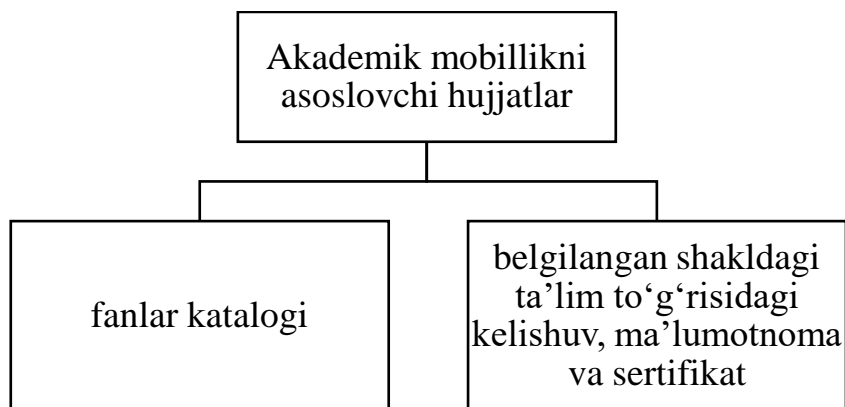 Akademik mobillikni
asoslovchi hujjatlar
fanlar katalogi
belgilangan shakldagi
ta’lim to‘g‘risidagi
kelishuv, ma’lumotnoma
va sertifikat